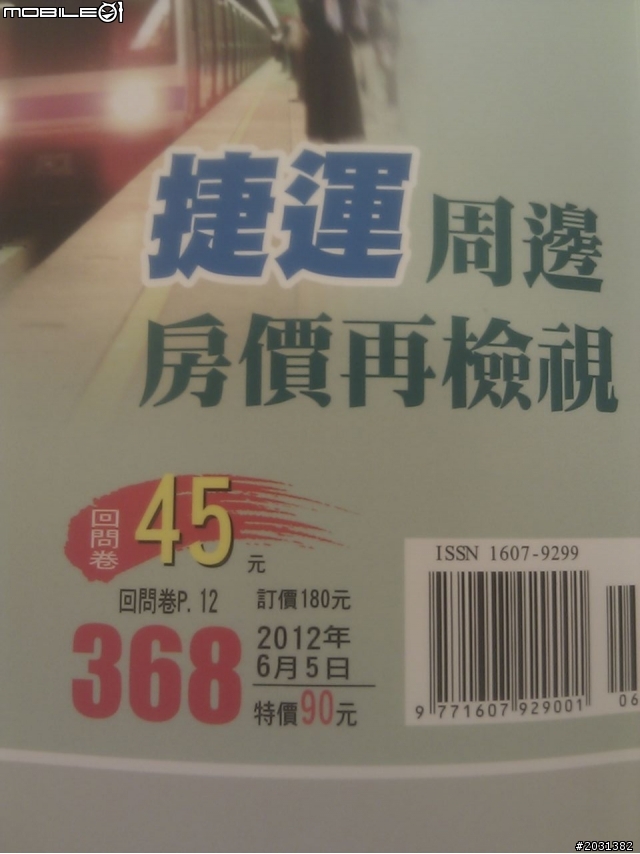 MOBILE01
捷運周邊
房價再檢視
回問卷 45元
回問卷P.12
訂價180元
368
2012年
6月5日
特價90元
ISSN 1607-9299
9 771607 929001
06
#2031382